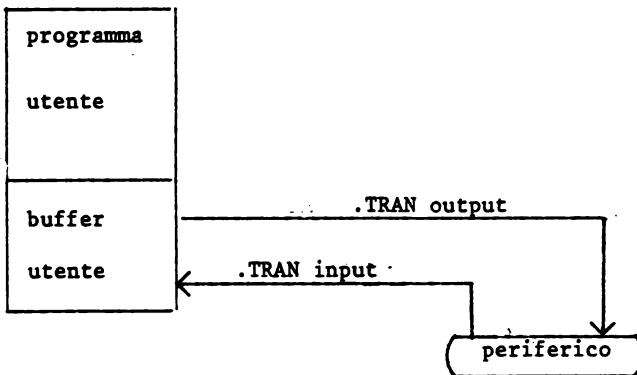 programma
utente
buffer
utente
.TRAN output
.TRAN input
periferico